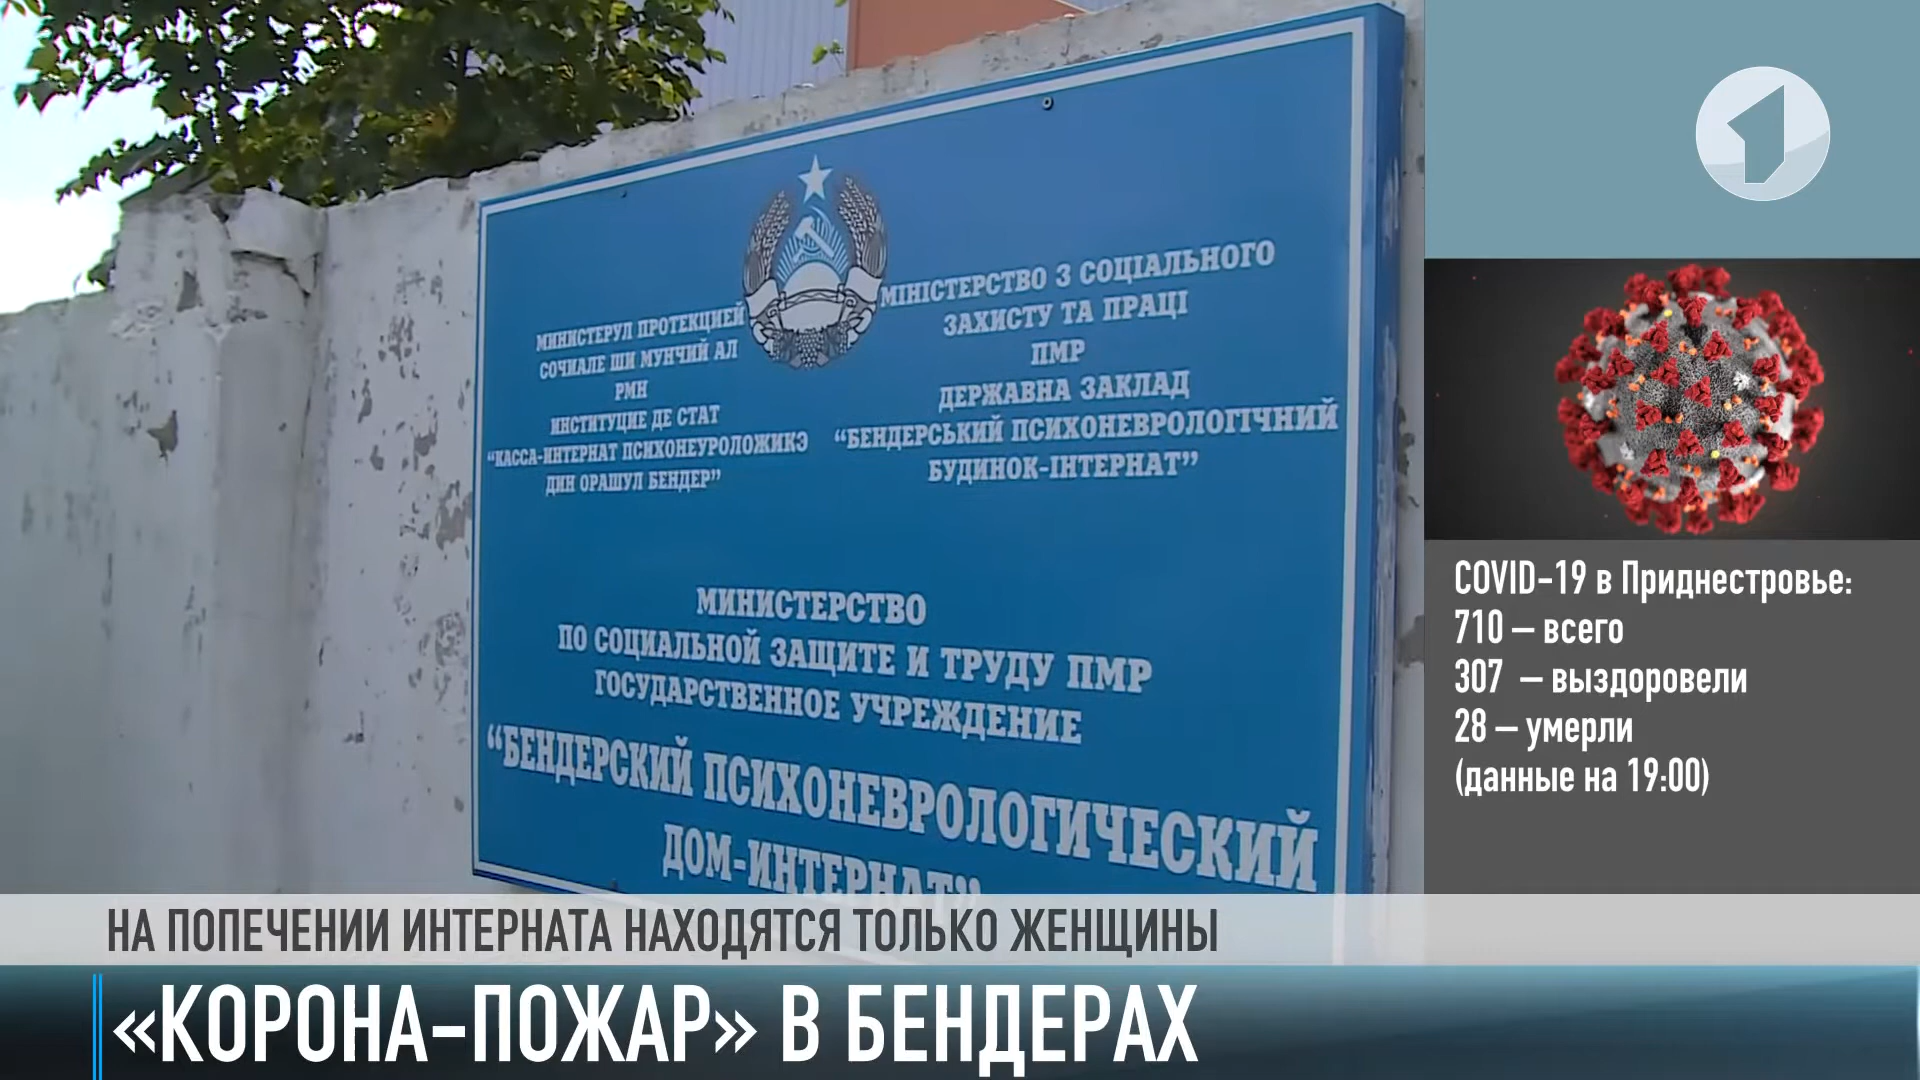 МИНИСТЕРУЛ ПРОТЕКЦИЕЙ
СОЧИАЛЕ ШИ МУНЧИЙ АЛ
РМН
ИНСТИТУЦИЕ ДЕ СТАТ
“КАССА-ИНТЕРНАТ ПСИХОНЕУРОЛОЖИКЭ
ДИН ОРАШУЛ БЕНДЕР”
МІНІСТЕРСТВО З СОЦІАЛЬНОГО
ЗАХИСТУ ТА ПРАЦІ
ПМР
ДЕРЖАВНА ЗАКЛАД
“БЕНДЕРСЬКИЙ ПСИХОНЕВРОЛОГІЧНИЙ
БУДИНОК-ІНТЕРНАТ”
МИНИСТЕРСТВО
ПО СОЦИАЛЬНОЙ ЗАЩИТЕ И ТРУДУ ПМР
ГОСУДАРСТВЕННОЕ УЧРЕЖДЕНИЕ
“БЕНДЕРСКИЙ ПСИХОНЕВРОЛОГИЧЕСКИЙ
ДОМ-ИНТЕРНАТ”
COVID-19 в Приднестровье:
710 – всего
307 – выздоровели
28 – умерли
(данные на 19:00)
НА ПОПЕЧЕНИИ ИНТЕРНАТА НАХОДЯТСЯ ТОЛЬКО ЖЕНЩИНЫ
«КОРОНА-ПОЖАР» В БЕНДЕРАХ